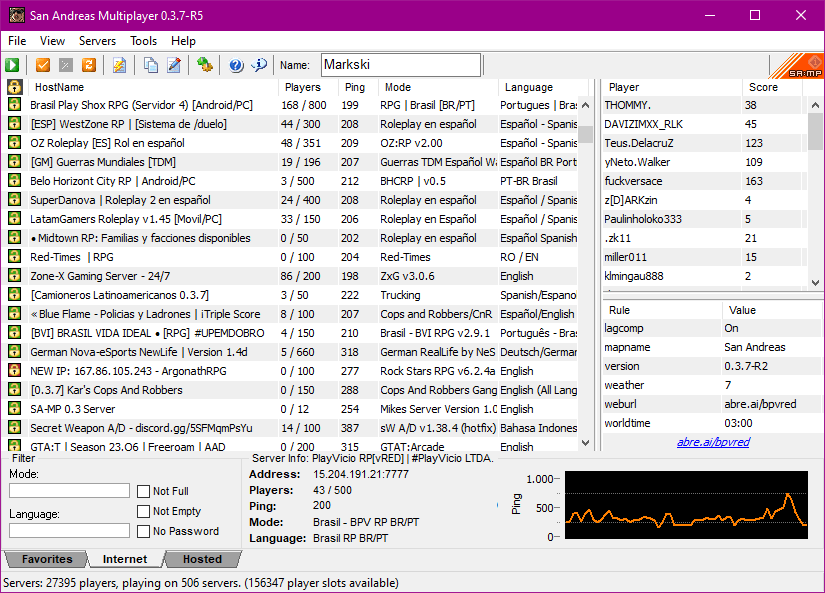 San Andreas Multiplayer 0.3.7-R5
File View Servers Tools Help
Name: Markski
SA:MP
HostName Players Ping Mode Language
Brasil Play Shox RPG (Servidor 4) [Android/PC] 168 / 800 199 RPG | Brasil [BR/PT] Portugues | Bras
[ESP] WestZone RP | [Sistema de /duelo] 44 / 300 208 Roleplay en español Español - Spanis
OZ Roleplay [ES] Rol en español 48 / 351 209 OZ:RP v2.00 Español - Spanis
[GM] Guerras Mundiales [TDM] 19 / 196 207 Guerras TDM Español Wa Español BR Port
Belo Horizont City RP | Android/PC 3 / 500 212 BHCRP | v0.5 PT-BR Brasil
SuperDanova | Roleplay 2 en español 24 / 400 208 Roleplay en español Español / Spanis
LatamGamers Roleplay v1.45 [Movil/PC] 33 / 150 206 Roleplay en español Español / Spanis
• Midtown RP: Familias y facciones disponibles 0 / 50 202 Roleplay en español Español Spanish
Red-Times | RPG 0 / 100 204 Red-Times RO / EN
Zone-X Gaming Server - 24/7 86 / 200 198 ZxG v3.0.6 English
[Camioneros Latinoamericanos 0.3.7] 3 / 50 222 Trucking Spanish/Espano
«Blue Flame - Policias y Ladrones | iTriple Score 8 / 100 207 Cops and Robbers/CnR Español/English
[BVI] BRASIL VIDA IDEAL • [RPG] #UPEMDOBRO 4 / 150 210 Brasil - BVI RPG v2.9.1 Português - Bras
German Nova-eSports NewLife | Version 1.4d 5 / 660 318 German RealLife by NeS Deutsch/German
NEW IP: 167.86.105.243 - ArgonathRPG 0 / 100 277 Rock Stars RPG v6.2.4a English
[0.3.7] Kar's Cops And Robbers 0 / 150 288 Cops And Robbers Gang English (All Lang
SA-MP 0.3 Server 0 / 12 254 Mikes Server Version 1.0 English
Secret Weapon A/D - discord.gg/5SFMqmPsYu 14 / 100 387 sW A/D v1.38.4 (hotfix) Bahasa Indones
GTA:T | Season 23.O6 | Freeroam | AAD 0 / 200 315 GTAT:Arcade English
Player Score
THOMMY. 38
DAVIZIMXX_RLK 45
Teus.DelacruZ 123
yNeto.Walker 109
fuckversace 163
z[D]ARKzin 4
Paulinholoko333 5
.zk11 21
miller011 15
klmingau888 2
Rule Value
lagcomp On
mapname San Andreas
version 0.3.7-R2
weather 7
weburl abre.ai/bpvred
worldtime 03:00
abre.ai/bpvred
Filter
Mode:
Not Full
Not Empty
Language:
No Password
Server Info: PlayVicio RP[vRED] | #PlayVicio LTDA.
Address: 15.204.191.21:7777
Players: 43 / 500
Ping: 200
Mode: Brasil - BPV RP BR/PT
Language: Brasil RP BR/PT
Ping
1.000
500
0
Favorites Internet Hosted
Servers: 27395 players, playing on 506 servers. (156347 player slots available)